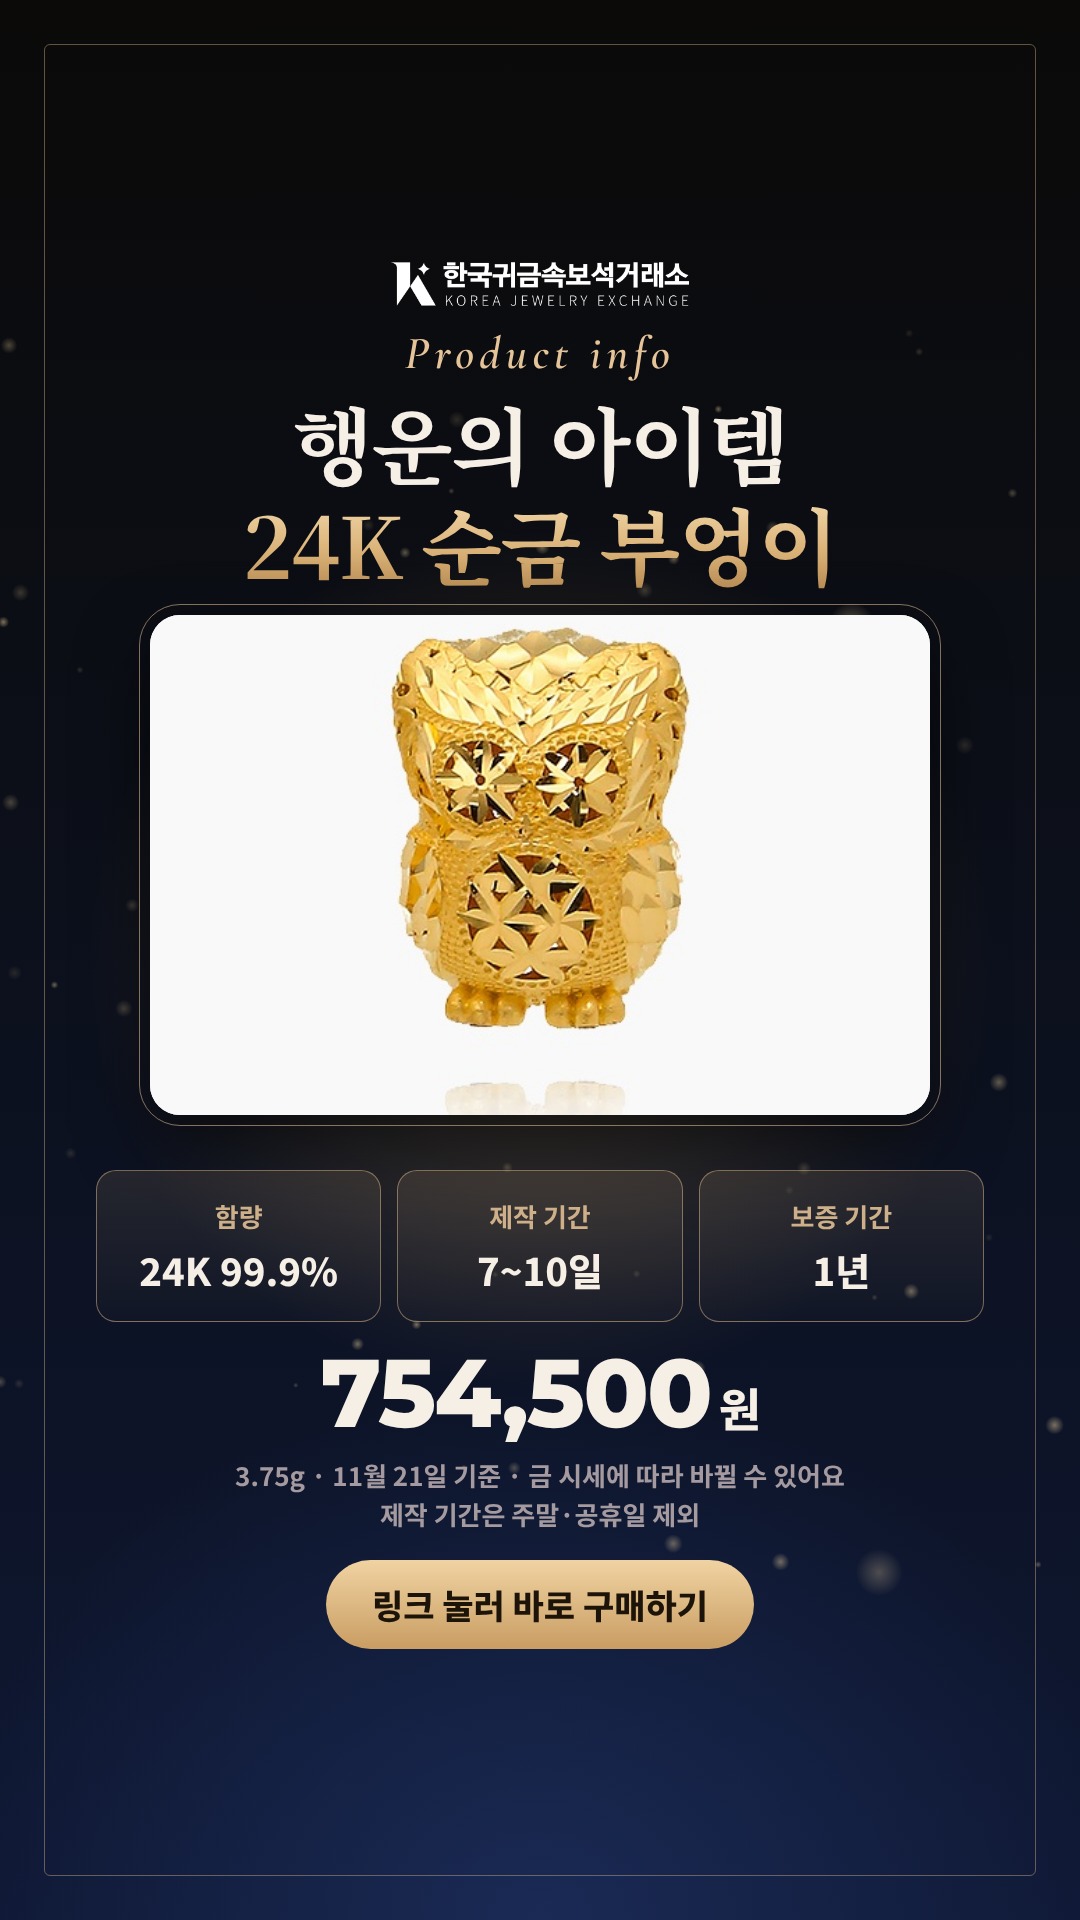 한국귀금속보석거래소
KOREA JEWELRY EXCHANGE
Product info
행운의 아이템
24K 순금 부엉이
함량
24K 99.9%
제작 기간
7~10일
보증 기간
1년
754,500원
3.75g · 11월 21일 기준 · 금 시세에 따라 바뀔 수 있어요
제작 기간은 주말·공휴일 제외
링크 눌러 바로 구매하기